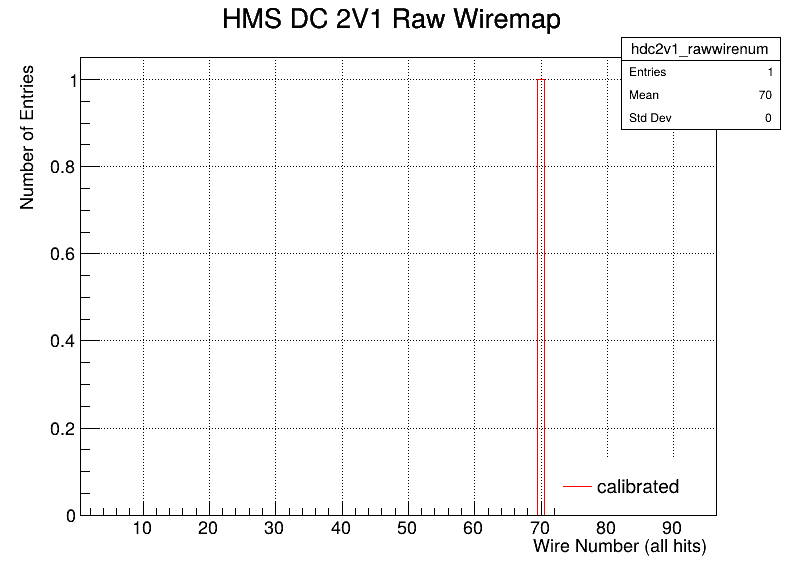 HMS DC 2V1 Raw Wiremap
hdc2v1_rawwirenum
Entries 1
Mean 70
Std Dev 0
Number of Entries
1
0.8
0.6
0.4
0.2
0
calibrated
10 20 30 40 50 60 70 80 90
Wire Number (all hits)